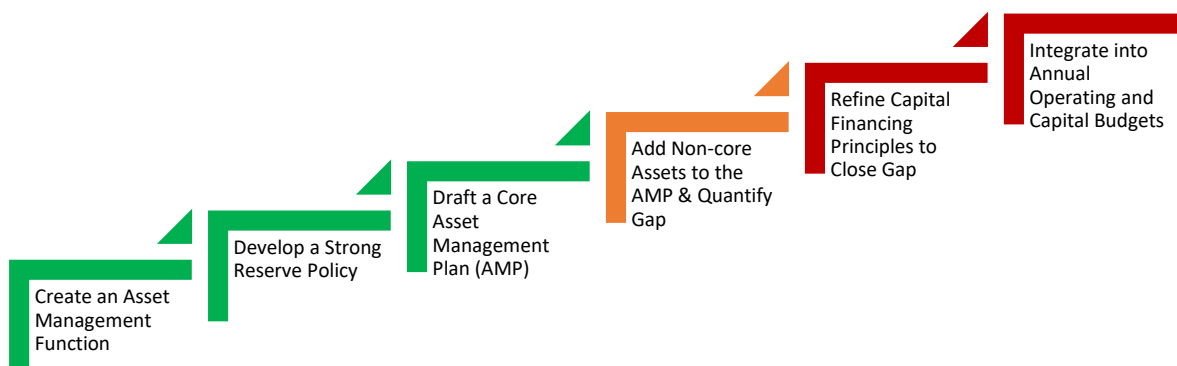 Create an Asset
Management
Function
Develop a Strong
Reserve Policy
Draft a Core
Asset
Management
Plan (AMP)
Add Non-core
Assets to the
AMP & Quantify
Gap
Refine Capital
Financing
Principles to
Close Gap
Integrate into
Annual
Operating and
Capital Budgets